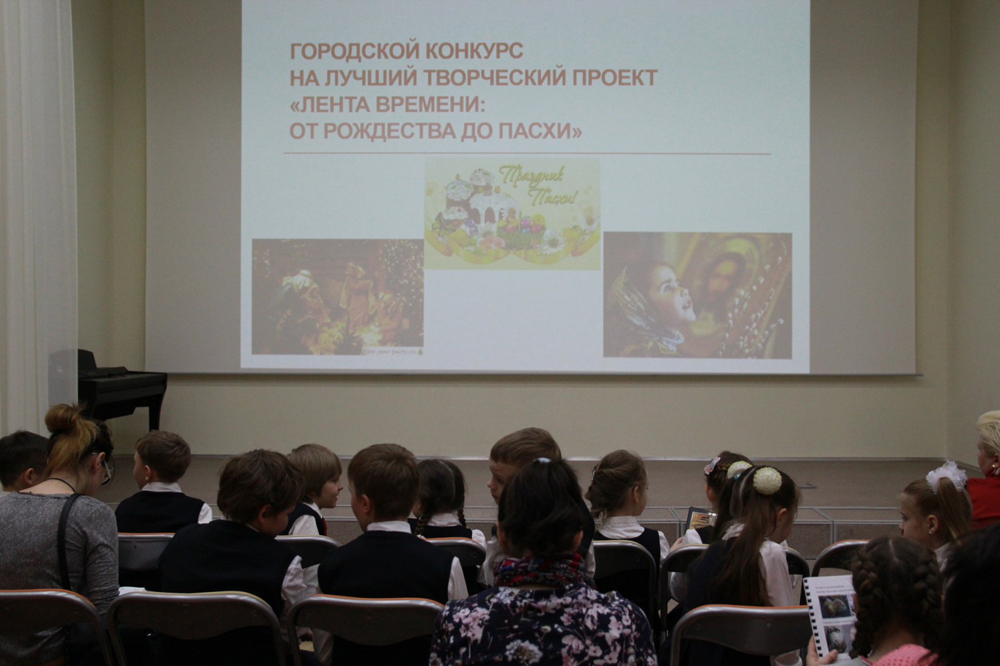 ГОРОДСКОЙ КОНКУРС
НА ЛУЧШИЙ ТВОРЧЕСКИЙ ПРОЕКТ
«ЛЕНТА ВРЕМЕНИ:
ОТ РОЖДЕСТВА ДО ПАСХИ»
Праздник
Пасхи!